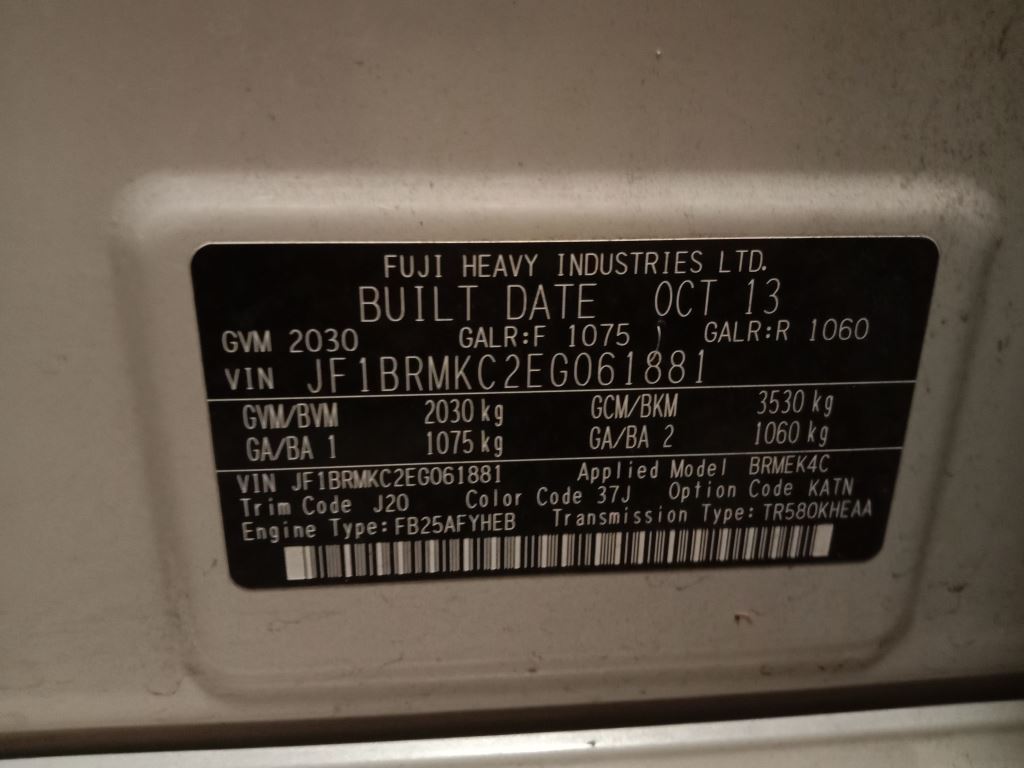 FUJI HEAVY INDUSTRIES LTD.
BUILT DATE OCT 13
GVM 2030 GALR:F 1075 GALR:R 1060
VIN JF1BRMKC2EG061881
GVM/BVM 2030 kg GCM/BKM 3530 kg
GA/BA 1 1075 kg GA/BA 2 1060 kg
VIN JF1BRMKC2EG061881 Applied Model BRMEK4C
Trim Code J20 Color Code 37J Option Code KATN
Engine Type: FB25AFYHEB Transmission Type: TR580KHEAA